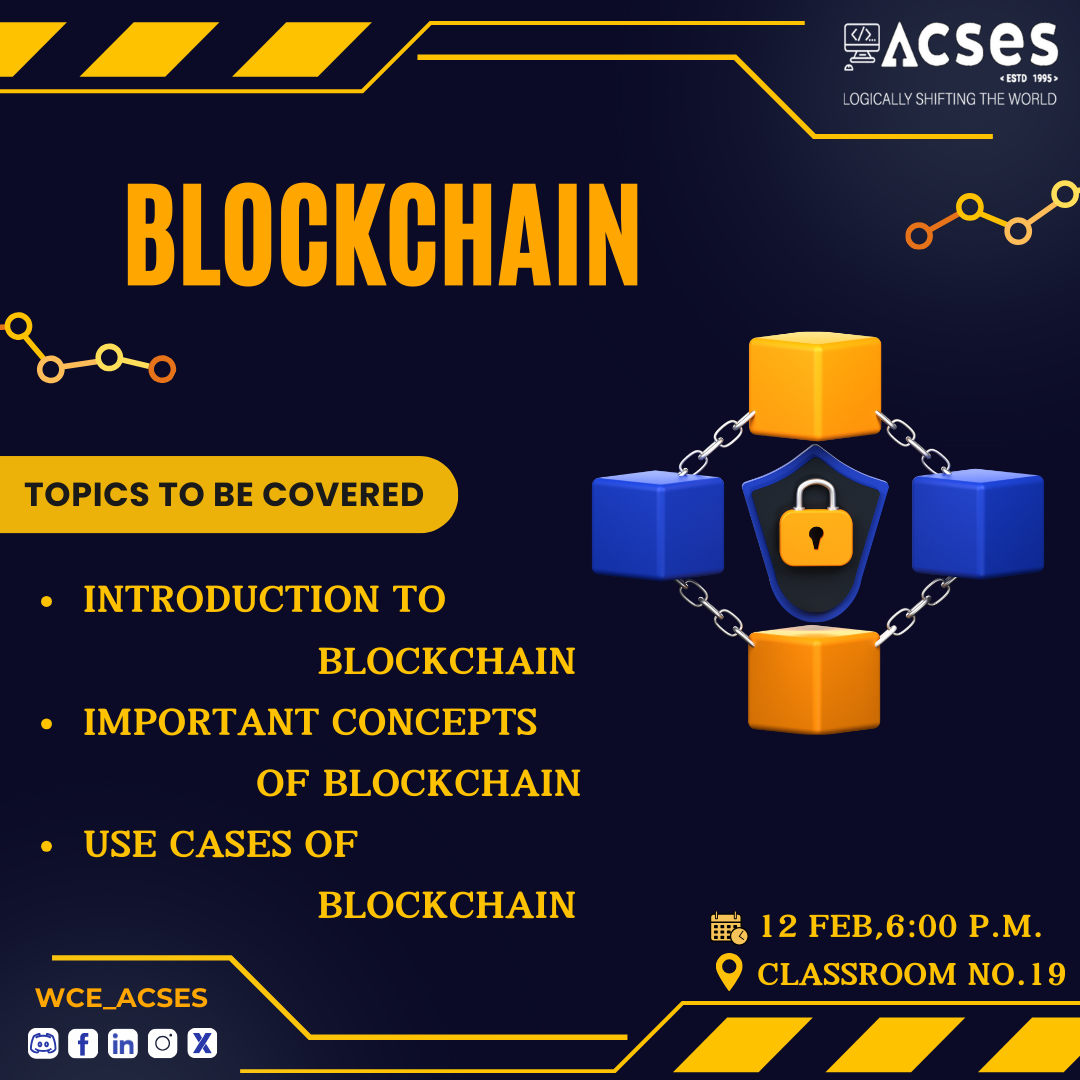 </>...
ACSES
<ESTD 1995>
LOGICALLY SHIFTING THE WORLD
BLOCKCHAIN
TOPICS TO BE COVERED
• INTRODUCTION TO
BLOCKCHAIN
• IMPORTANT CONCEPTS
OF BLOCKCHAIN
• USE CASES OF
BLOCKCHAIN
12 FEB,6:00 P.M.
CLASSROOM NO.19
WCE_ACSES